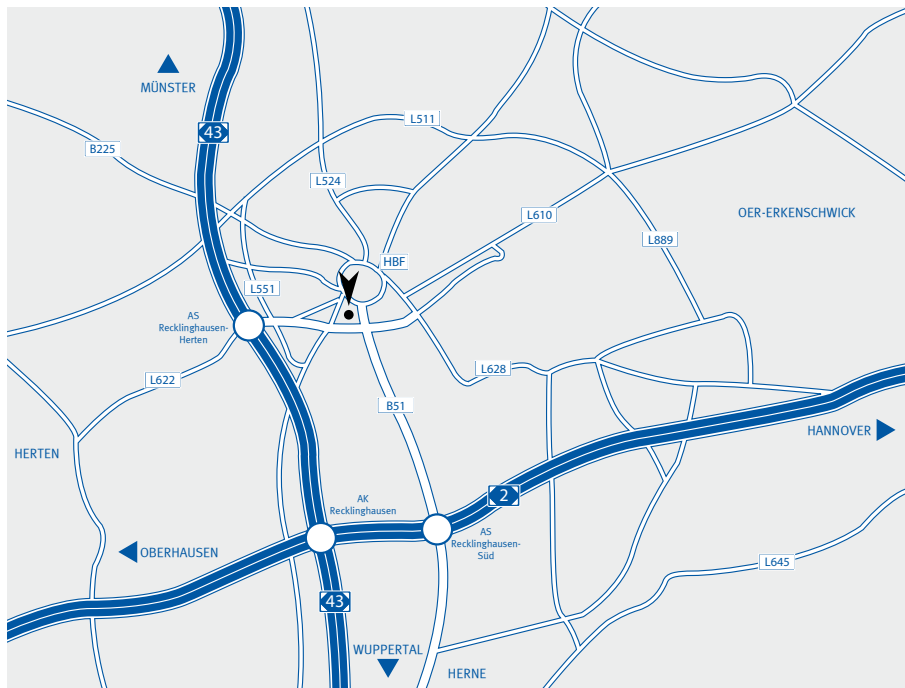 MÜNSTER
43
L511
B225
L524
L610
OER-ERKENSCHWICK
L889
HBF
L551
AS
Recklinghausen-
Herten
L622
L628
B51
HANNOVER
HERTEN
2
AK
Recklinghausen
AS
Recklinghausen-
Süd
OBERHAUSEN
L645
43
WUPPERTAL
HERNE